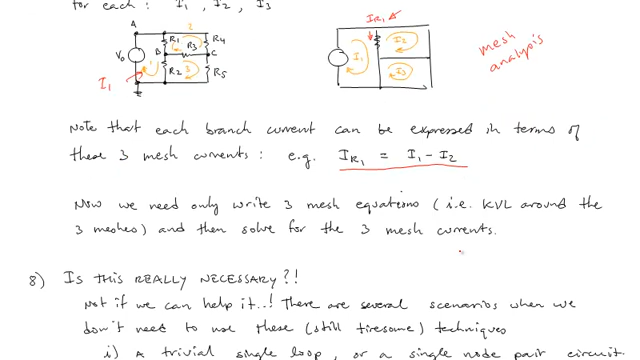 for each : I1 , I2 , I3
A
2
R1
R4
V0
B
R3
C
1
R2
3
R5
I1
IR1
I2
I1
I3
mesh
analysis
Note that each branch current can be expressed in terms of
these 3 mesh currents : e.g. IR1 = I1 - I2
Now we need only write 3 mesh equations (i.e. KVL around the
3 meshes) and then solve for the 3 mesh currents.
8) IS THIS REALLY NECESSARY?!
Not if we can help it..! There are several scenarios when we
don't need to use these (still tiresome) techniques
i) A trivial single loop, or a single node pair circuit